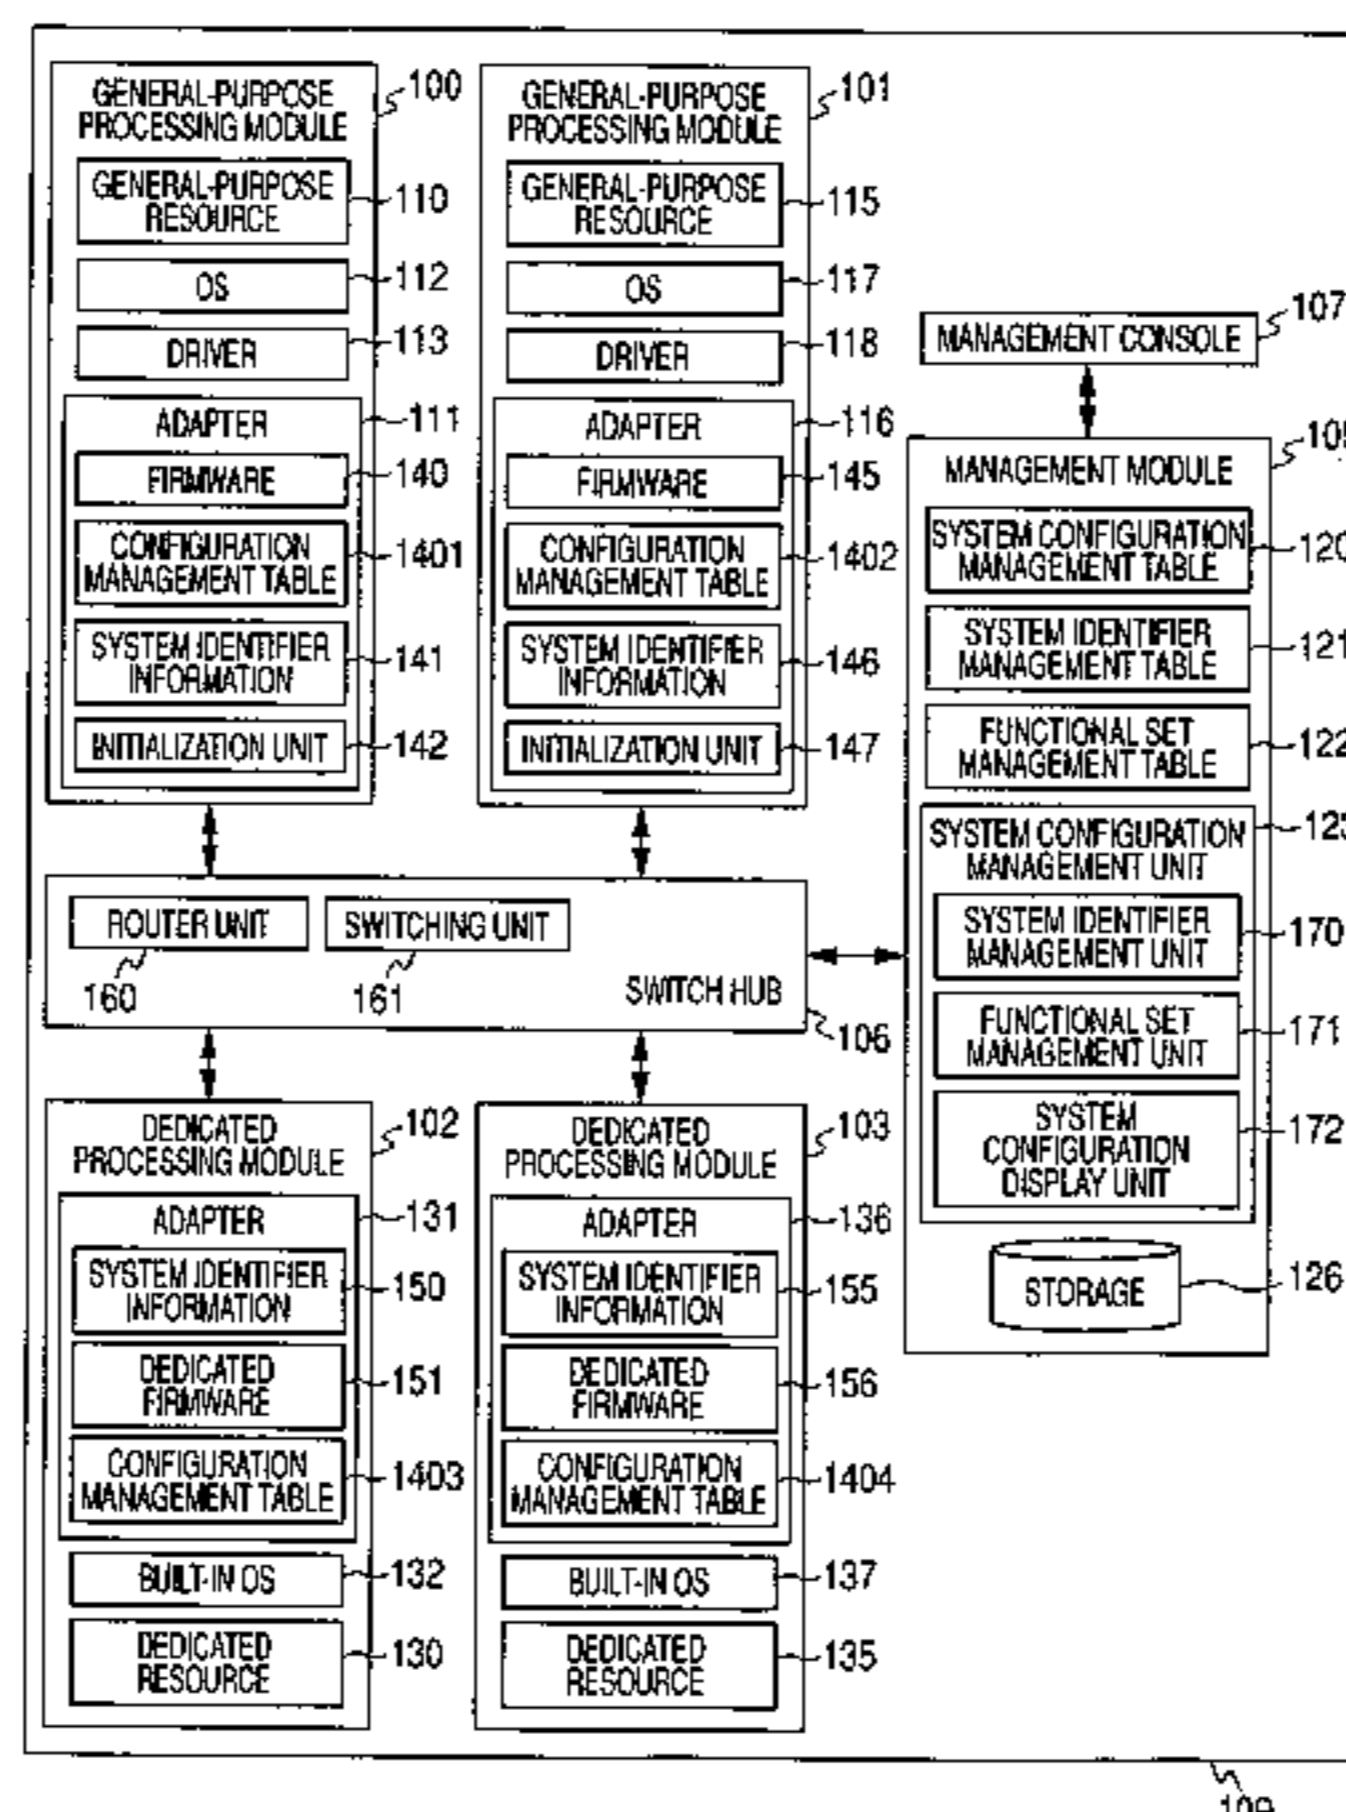 GENERAL-PURPOSE
PROCESSING MODULE
100
GENERAL-PURPOSE
RESOURCE
110
OS
112
DRIVER
113
ADAPTER
111
FIRMWARE
140
CONFIGURATION
MANAGEMENT TABLE
1401
SYSTEM IDENTIFIER
INFORMATION
141
INITIALIZATION UNIT
142
GENERAL-PURPOSE
PROCESSING MODULE
101
GENERAL-PURPOSE
RESOURCE
115
OS
117
DRIVER
118
ADAPTER
116
FIRMWARE
145
CONFIGURATION
MANAGEMENT TABLE
1402
SYSTEM IDENTIFIER
INFORMATION
146
INITIALIZATION UNIT
147
MANAGEMENT CONSOLE
107
MANAGEMENT MODULE
SYSTEM CONFIGURATION
MANAGEMENT TABLE
120
SYSTEM IDENTIFIER
MANAGEMENT TABLE
121
FUNCTIONAL SET
MANAGEMENT TABLE
122
SYSTEM CONFIGURATION
MANAGEMENT UNIT
123
SYSTEM IDENTIFIER
MANAGEMENT UNIT
170
FUNCTIONAL SET
MANAGEMENT UNIT
171
SYSTEM
CONFIGURATION
DISPLAY UNIT
172
STORAGE
126
ROUTER UNIT
160
SWITCHING UNIT
161
SWITCH HUB
106
DEDICATED
PROCESSING MODULE
102
ADAPTER
131
SYSTEM IDENTIFIER
INFORMATION
150
DEDICATED
FIRMWARE
151
CONFIGURATION
MANAGEMENT TABLE
1403
BUILT-IN OS
132
DEDICATED
RESOURCE
130
DEDICATED
PROCESSING MODULE
103
ADAPTER
136
SYSTEM IDENTIFIER
INFORMATION
155
DEDICATED
FIRMWARE
156
CONFIGURATION
MANAGEMENT TABLE
1404
BUILT-IN OS
137
DEDICATED
RESOURCE
135